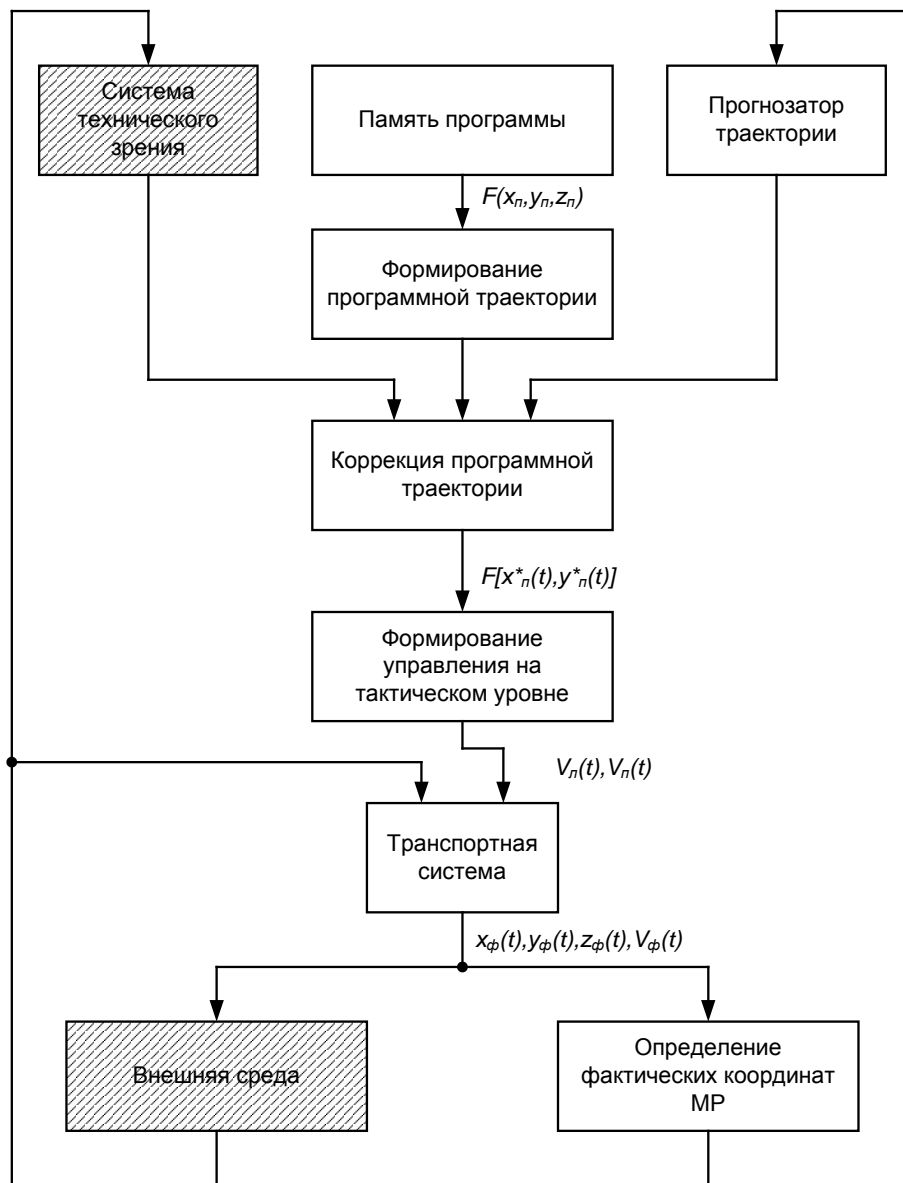 Система
технического
зрения
Память программы
Прогнозатор
траектории
F(xп,yп,zп)
Формирование
программной траектории
Коррекция программной
траектории
F[x*п(t),y*п(t)]
Формирование
управления на
тактическом уровне
Vл(t),Vп(t)
Транспортная
система
xф(t),yф(t),zф(t),Vф(t)
Внешняя среда
Определение
фактических координат
МР